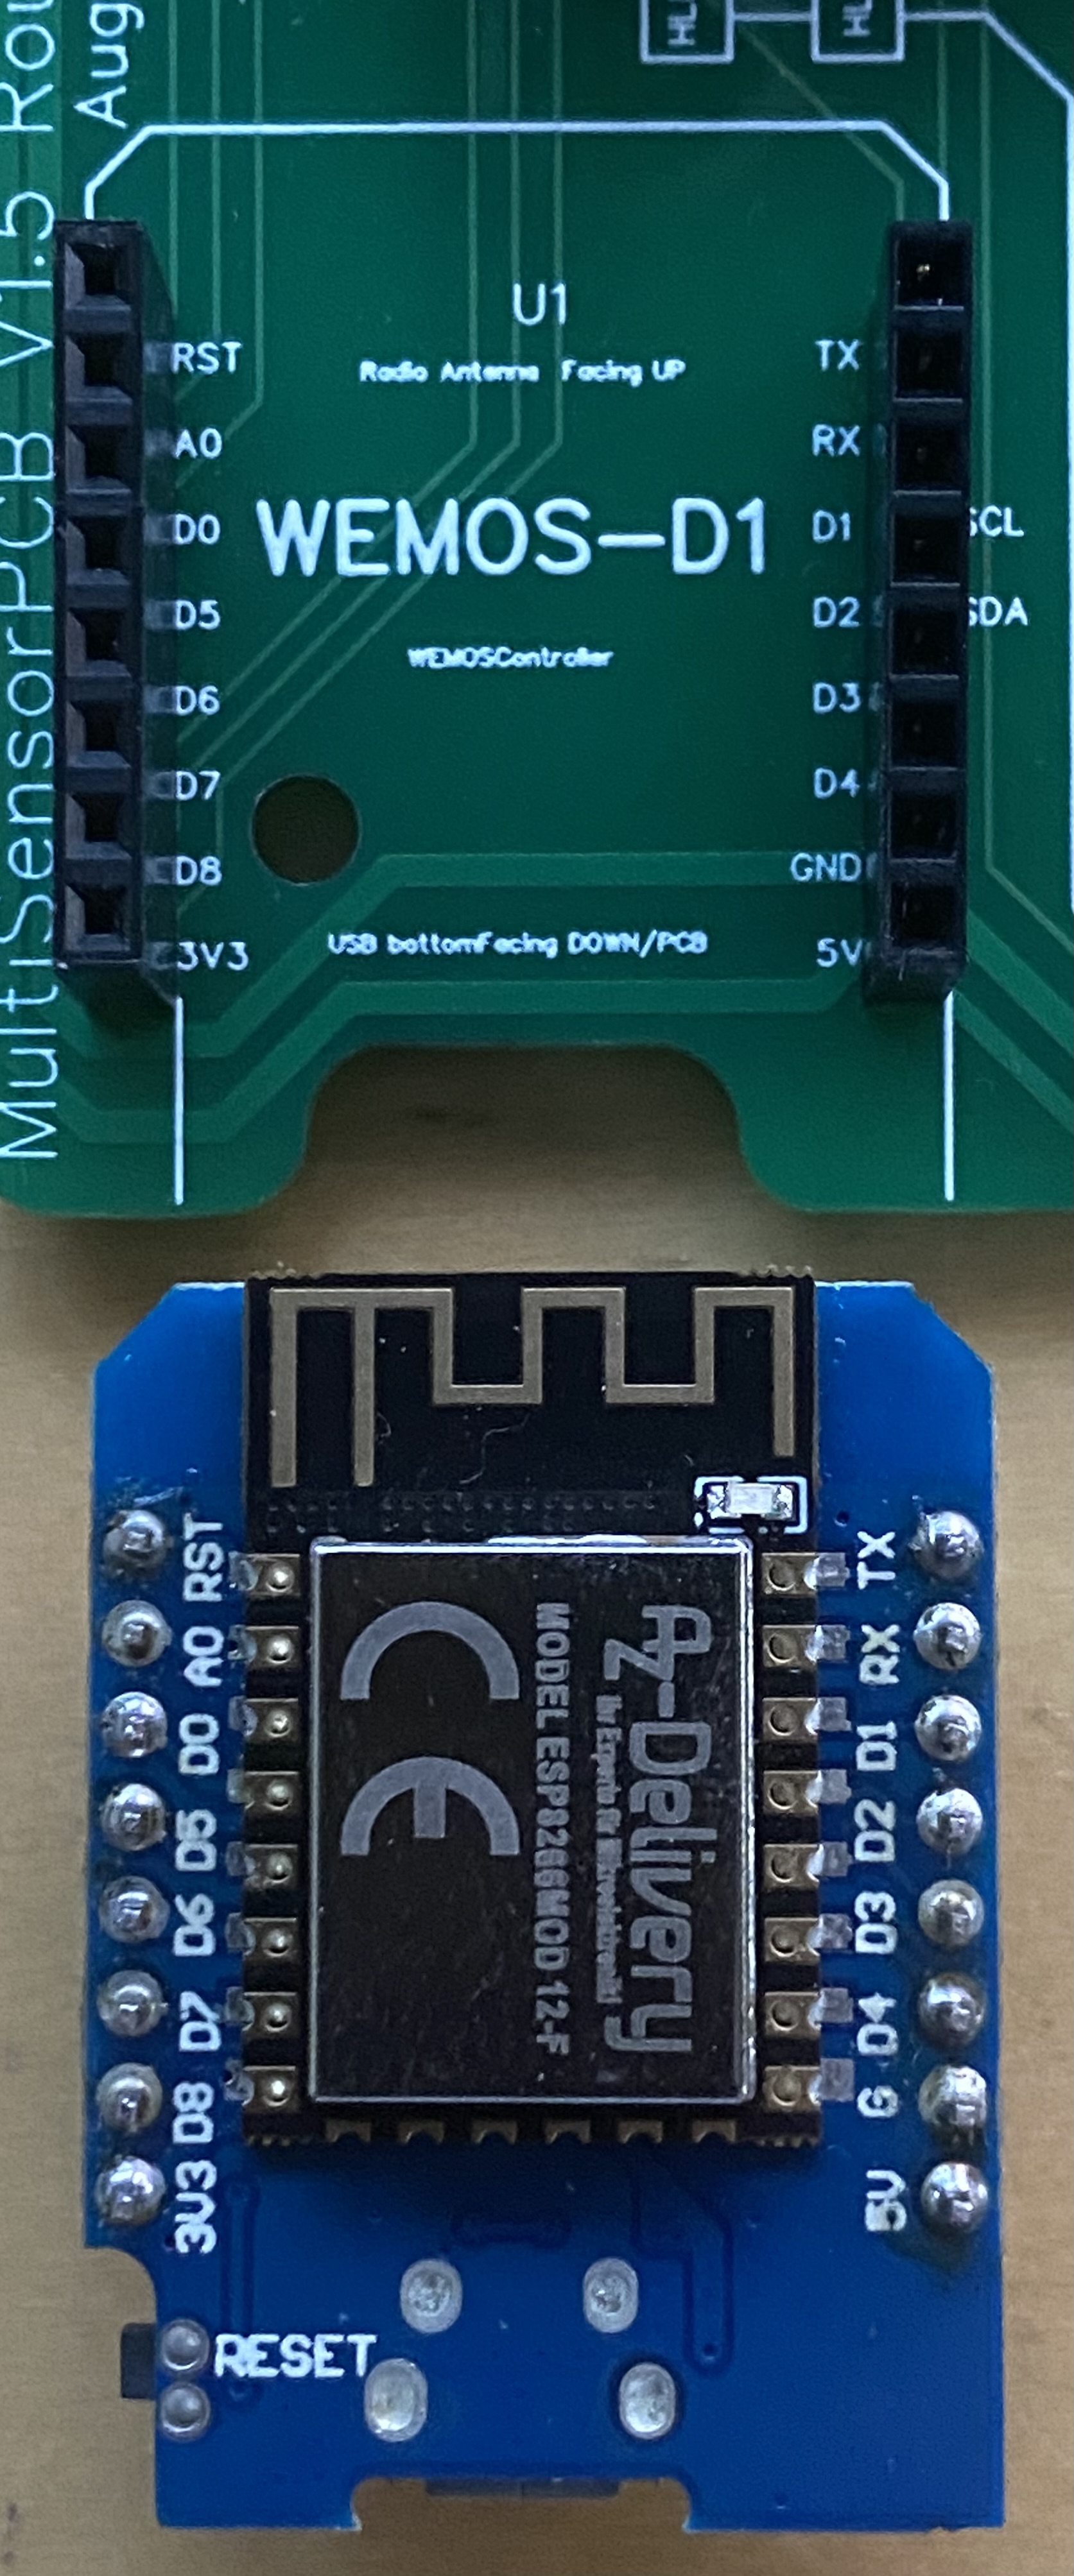 MultiSensorPCB V1.5 Rou
Aug
HL
HL
U1
Radio Antenna Facing UP
WEMOS-D1
WEMOSController
USB bottomFacing DOWN/PCB
RST
A0
D0
D5
D6
D7
D8
3V3
TX
RX
D1
D2
D3
D4
GND
5V
SCL
SDA
AZ-Delivery
Ihr Experte für Mikroelektronik!
MODEL ESP8266MOD 12-F
CE
RST
A0
D0
D5
D6
D7
D8
3V3
TX
RX
D1
D2
D3
D4
G
5V
RESET